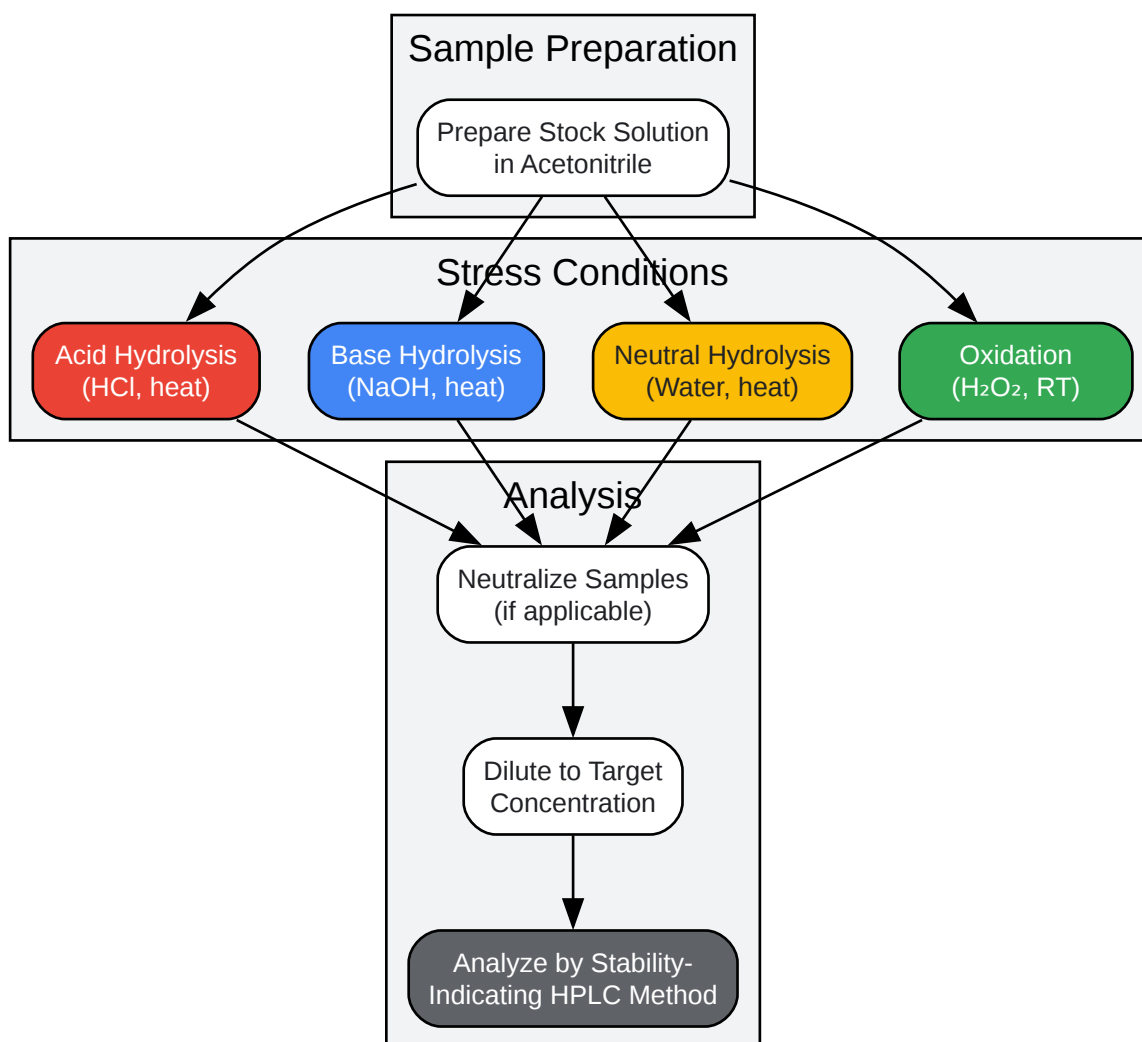 Sample Preparation
Prepare Stock Solution
in Acetonitrile
Stress Conditions
Acid Hydrolysis
(HCl, heat)
Base Hydrolysis
(NaOH, heat)
Neutral Hydrolysis
(Water, heat)
Oxidation
(H₂O₂, RT)
Analysis
Neutralize Samples
(if applicable)
Dilute to Target
Concentration
Analyze by Stability-
Indicating HPLC Method